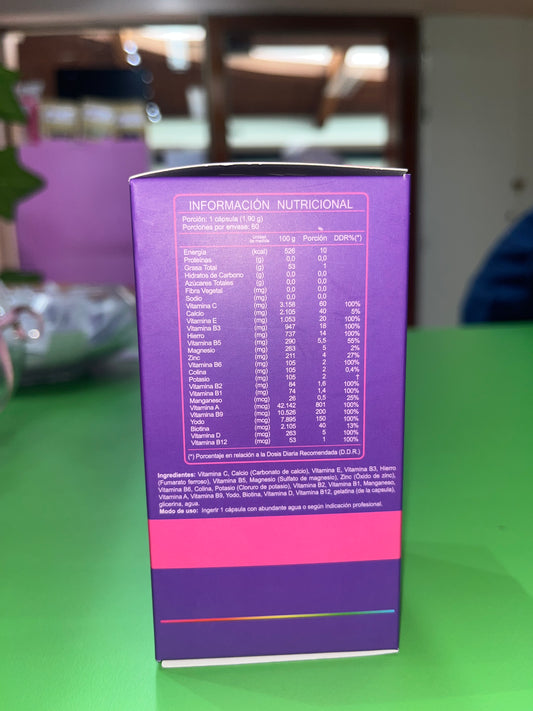 INFORMACIÓN NUTRICIONAL
Porción: 1 cápsula (1,90 g)
Porciones por envase: 60
Unidad de medida 100 g % Porción DDR%(*)
Energía (kcal) 526 10
Proteínas (g) 0,0 0,0
Grasa Total (g) 53 1
Hidratos de Carbono (g) 0,0 0,0
Azúcares Totales (g) 0,0 0,0
Fibra Vegetal (mg) 0,0 0,0
Sodio (mg) 0,0 0,0
Vitamina C (mg) 3.158 60 100%
Calcio (mg) 2.105 40 5%
Vitamina E (mg) 1.053 20 100%
Vitamina B3 (mg) 947 18 100%
Hierro (mg) 737 14 100%
Vitamina B5 (mg) 290 5,5 55%
Magnesio (mg) 263 5 2%
Zinc (mg) 211 4 27%
Vitamina B6 (mg) 105 2 100%
Colina (mg) 105 2 0,4%
Potasio (mg) 105 2 †
Vitamina B2 (mg) 84 1,6 100%
Vitamina B1 (mg) 74 1,4 100%
Manganeso (mg) 26 0,5 25%
Vitamina A (mcg) 42.142 801 100%
Vitamina B9 (mcg) 10.526 200 100%
Yodo (mcg) 7.895 150 100%
Biotina (mcg) 2.105 40 13%
Vitamina D (mcg) 263 5 100%
Vitamina B12 (mcg) 53 1 100%
(*) Porcentaje en relación a la Dosis Diaria Recomendada (D.D.R.)
Ingredientes: Vitamina C, Calcio (Carbonato de calcio), Vitamina E, Vitamina B3, Hierro
(Fumarato ferroso), Vitamina B5, Magnesio (Sulfato de magnesio), Zinc (Óxido de zinc),
Vitamina B6, Colina, Potasio (Cloruro de potasio), Vitamina B2, Vitamina B1, Manganeso,
Vitamina A, Vitamina B9, Yodo, Biotina, Vitamina D, Vitamina B12, gelatina (de la capsula),
glicerina, agua.
Modo de uso: Ingerir 1 cápsula con abundante agua o según indicación profesional.